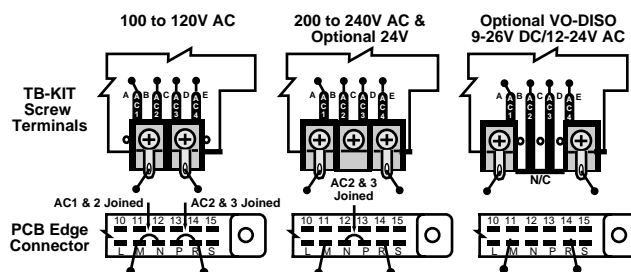 100 to 120V AC
200 to 240V AC &
Optional 24V
Optional VO-DISO
9-26V DC/12-24V AC
TB-KIT
Screw
Terminals
A B C D E
AC1 AC2 AC3 AC4
A B C D E
AC1 AC2 AC3 AC4
A B C D E
AC1 AC2 AC3 AC4
AC1 & 2 Joined
AC2 & 3 Joined
AC2 & 3
Joined
N/C
PCB Edge
Connector
10 11 12 13 14 15
L M N P R S
10 11 12 13 14 15
L M N P R S
10 11 12 13 14 15
L M N P R S